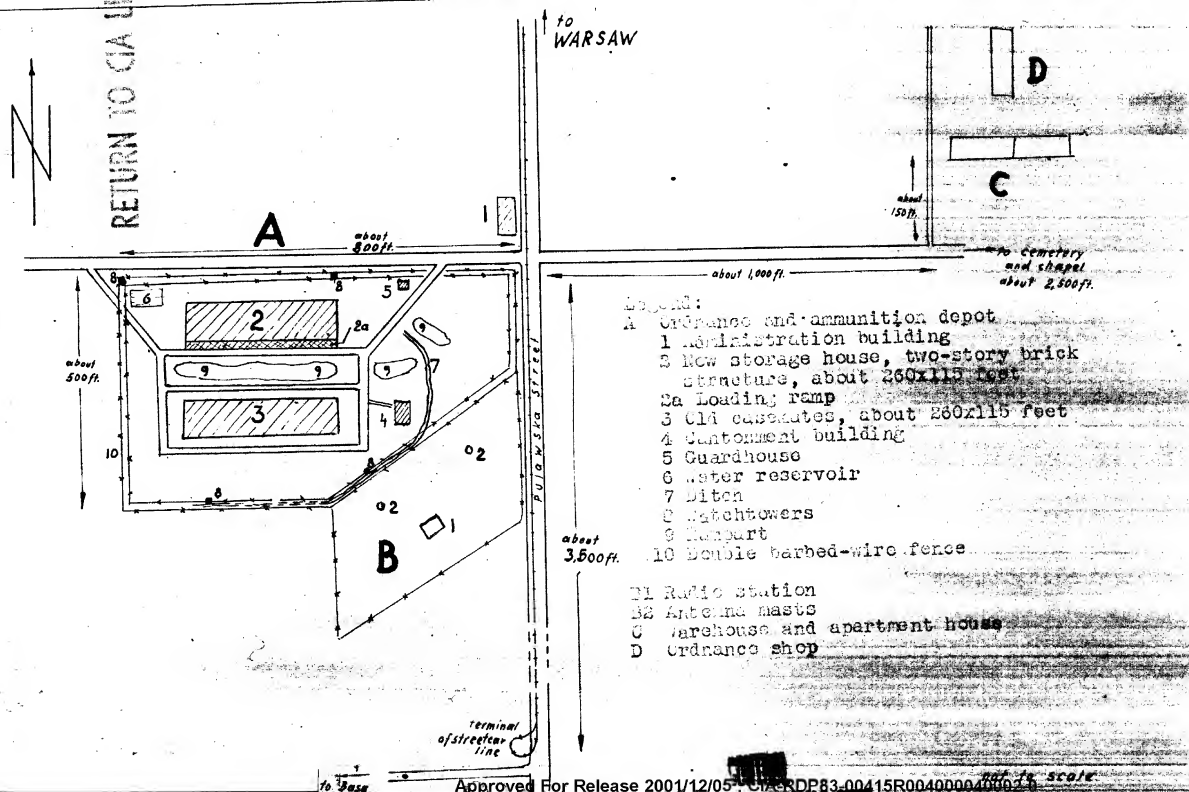 RETURN TO CIA
to
WARSAW
N
D
C
about
150 ft.
A
about
800 ft.
1
about 1,000 ft.
to cemetery
and chapel
about 2,500 ft.
8
6
8
5
2
2a
9
9
9
9
7
3
4
10
8
8
about
500 ft.
2
2
1
B
PULAWSKA STREET
about
3,500 ft.
Legend:
A Ordnance and ammunition depot
1 Administration building
2 New storage house, two-story brick
structure, about 260x115 feet
2a Loading ramp
3 Old casemates, about 260x115 feet
4 Cantonment building
5 Guardhouse
6 Water reservoir
7 Ditch
8 Watchtowers
9 Rampart
10 Double barbed-wire fence
B1 Radio station
B2 Antenna masts
C Warehouse and apartment house
D Ordnance shop
terminal
of streetcar
line
to Base
not to scale
Approved For Release 2001/12/05 : CIA-RDP83-00415R004000040002-0